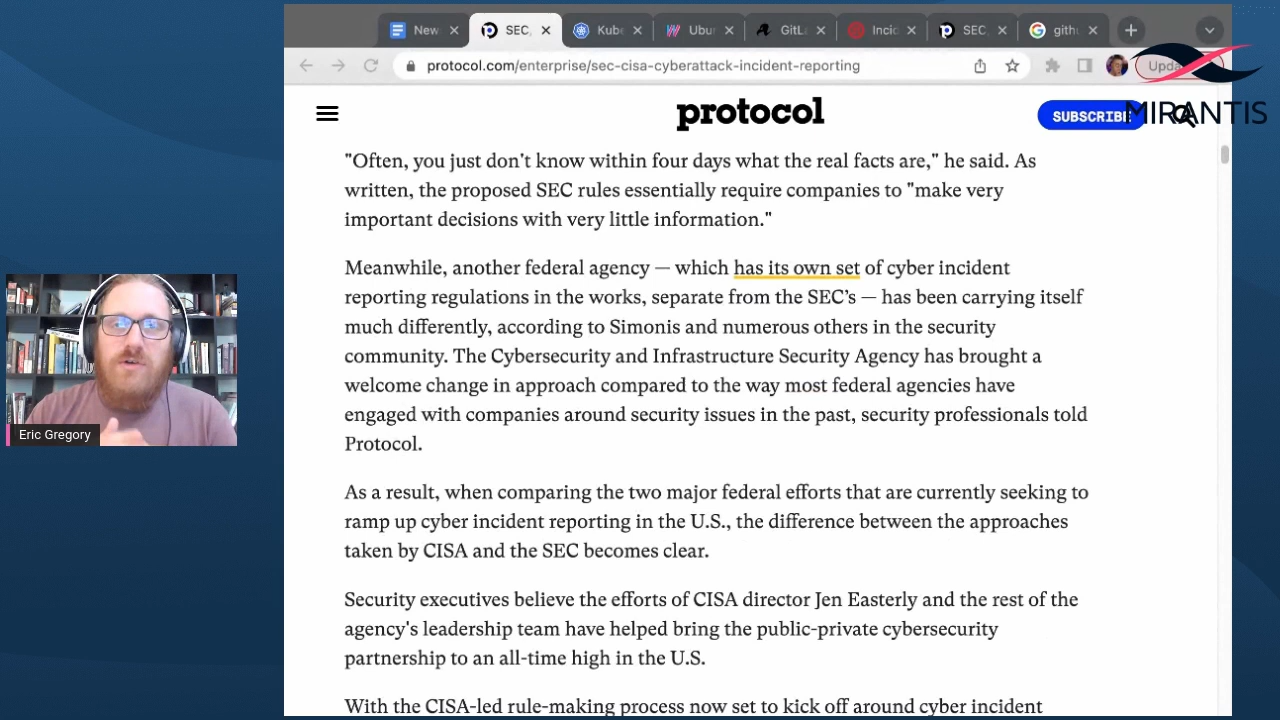 New
SEC,
Kube
Ubur
GitLa
Incid
SEC,
githu
protocol.com/enterprise/sec-cisa-cyberattack-incident-reporting
Upda
protocol
SUBSCRIBE
MIRANTIS
"Often, you just don't know within four days what the real facts are," he said. As
written, the proposed SEC rules essentially require companies to "make very
important decisions with very little information."
Meanwhile, another federal agency — which has its own set of cyber incident
reporting regulations in the works, separate from the SEC’s — has been carrying itself
much differently, according to Simonis and numerous others in the security
community. The Cybersecurity and Infrastructure Security Agency has brought a
welcome change in approach compared to the way most federal agencies have
engaged with companies around security issues in the past, security professionals told
Protocol.
As a result, when comparing the two major federal efforts that are currently seeking to
ramp up cyber incident reporting in the U.S., the difference between the approaches
taken by CISA and the SEC becomes clear.
Security executives believe the efforts of CISA director Jen Easterly and the rest of the
agency's leadership team have helped bring the public-private cybersecurity
partnership to an all-time high in the U.S.
With the CISA-led rule-making process now set to kick off around cyber incident
Eric Gregory